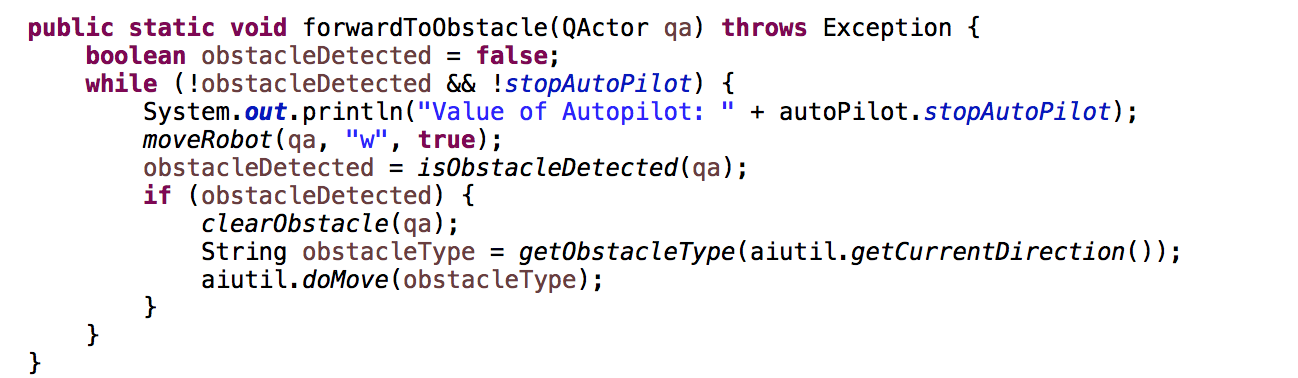 public static void forwardToObstacle(QActor qa) throws Exception {
    boolean obstacleDetected = false;
    while (!obstacleDetected && !stopAutoPilot) {
        System.out.println("Value of Autopilot: " + autoPilot.stopAutoPilot);
        moveRobot(qa, "w", true);
        obstacleDetected = isObstacleDetected(qa);
        if (obstacleDetected) {
            clearObstacle(qa);
            String obstacleType = getObstacleType(aiutil.getCurrentDirection());
            aiutil.doMove(obstacleType);
        }
    }
}